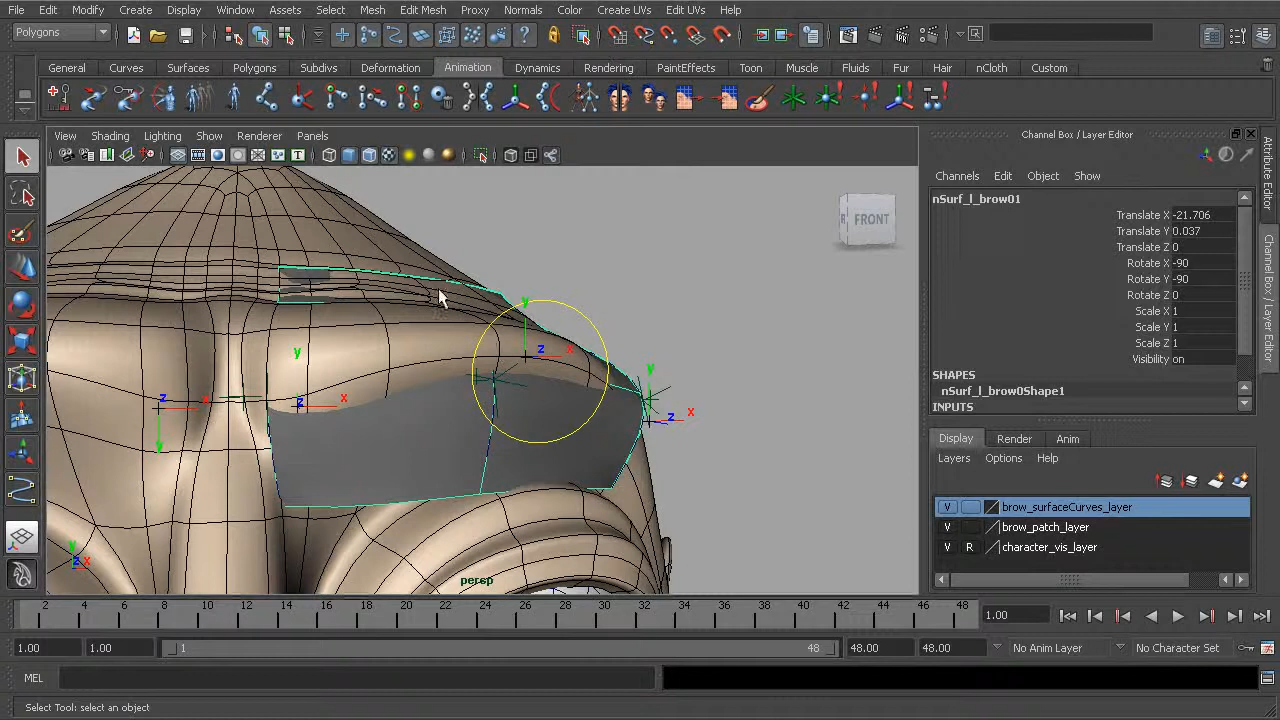 File Edit Modify Create Display Window Assets Select Mesh Edit Mesh Proxy Normals Color Create UVs Edit UVs Help
Polygons
General Curves Surfaces Polygons Subdivs Deformation Animation Dynamics Rendering PaintEffects Toon Muscle Fluids Fur Hair nCloth Custom
View Shading Lighting Show Renderer Panels
Channel Box / Layer Editor
Channels Edit Object Show
nSurf_l_brow01
Translate X -21.706
Translate Y 0.037
Translate Z 0
Rotate X -90
Rotate Y -90
Rotate Z 0
Scale X 1
Scale Y 1
Scale Z 1
Visibility on
SHAPES
nSurf_l_brow0Shape1
INPUTS
Display Render Anim
Layers Options Help
V brow_surfaceCurves_layer
V brow_patch_layer
V R character_vis_layer
Attribute Editor
Channel Box / Layer Editor
R FRONT
y
z x
y
y
z x
z x
z x
y
y
z x
persp
2 4 6 8 10 12 14 16 18 20 22 24 26 28 30 32 34 36 38 40 42 44 46 48
1.00
1.00 1.00 1 48 48.00 48.00 No Anim Layer No Character Set
MEL
Select Tool: select an object